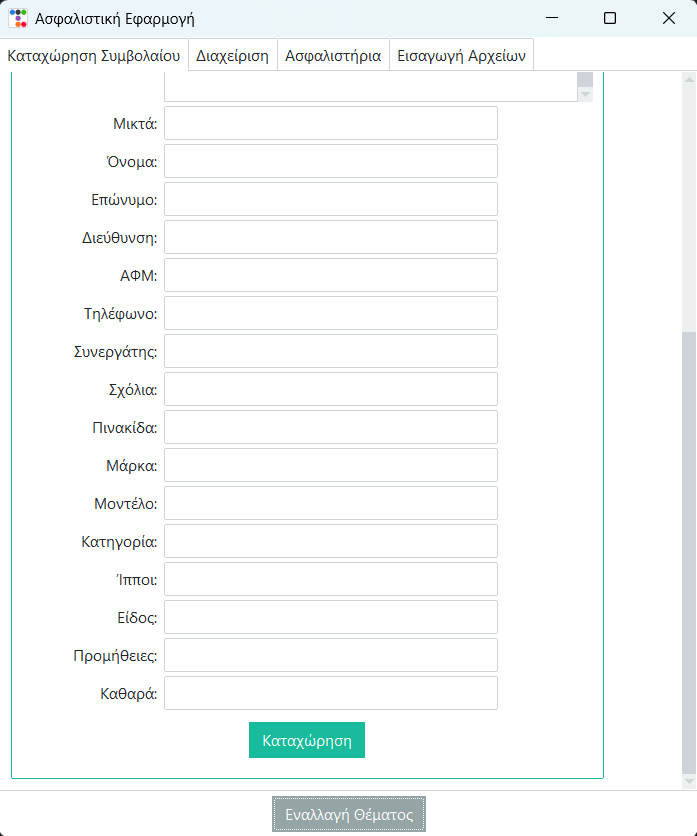 Ασφαλιστική Εφαρμογή
Καταχώρηση Συμβολαίου Διαχείριση Ασφαλιστήρια Εισαγωγή Αρχείων
Μικτά:
Όνομα:
Επώνυμο:
Διεύθυνση:
ΑΦΜ:
Τηλέφωνο:
Συνεργάτης:
Σχόλια:
Πινακίδα:
Μάρκα:
Μοντέλο:
Κατηγορία:
Ίπποι:
Είδος:
Προμήθειες:
Καθαρά:
Καταχώρηση
Εναλλαγή Θέματος